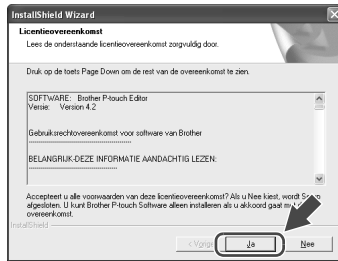 InstallShield Wizard
Licentieovereenkomst
Lees de onderstaande licentieovereenkomst zorgvuldig door.
Druk op de toets Page Down om de rest van de overeenkomst te zien.
SOFTWARE: Brother P-touch Editor
Versie: Versie 4.2
Gebruiksrechtovereenkomst voor software van Brother
BELANGRIJK-DEZE INFORMATIE AANDACHTIG LEZEN:
Accepteert u alle voorwaarden van deze licentieovereenkomst? Als u Nee kiest, wordt
afgesloten. U kunt Brother P-touch Software alleen installeren als u akkoord gaat
overeenkomst.
InstallShield
< Vorige
Ja
Nee